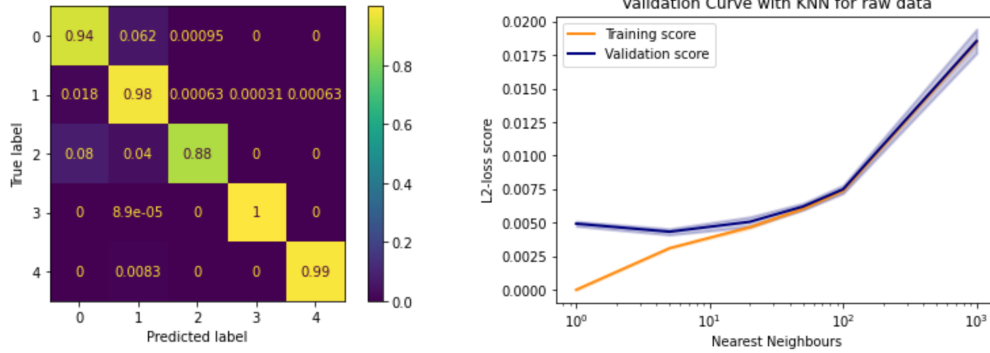 0 0.94 0.062 0.00095 0 0
1 0.018 0.98 0.00063 0.00031 0.00063
2 0.08 0.04 0.88 0 0
3 0 8.9e-05 0 1 0
4 0 0.0083 0 0 0.99
True label
0 1 2 3 4
Predicted label
0.8
0.6
0.4
0.2
0.0
Validation Curve with KNN for raw data
Training score
Validation score
L2-loss score
0.0200
0.0175
0.0150
0.0125
0.0100
0.0075
0.0050
0.0025
0.0000
10⁰ 10¹ 10² 10³
Nearest Neighbours